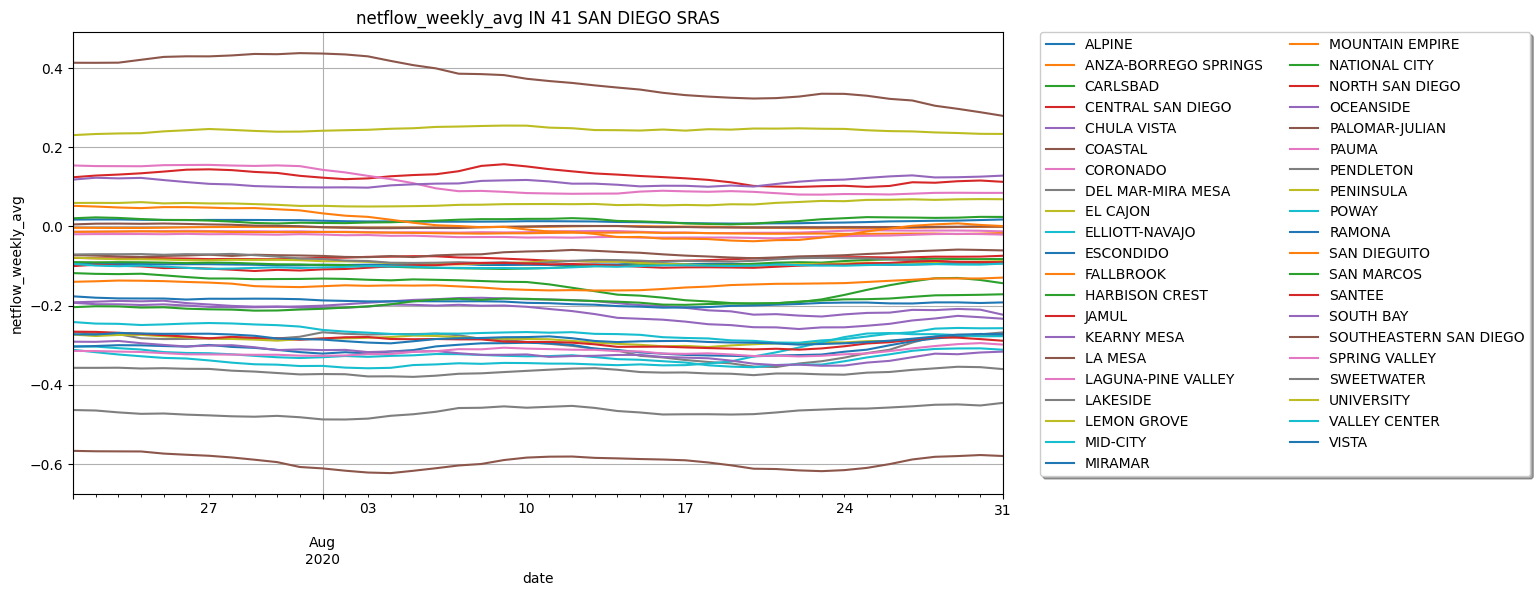 netflow_weekly_avg IN 41 SAN DIEGO SRAS
netflow_weekly_avg
0.4
0.2
0.0
−0.2
−0.4
−0.6
27
03
10
17
24
31
Aug
2020
date
ALPINE
ANZA-BORREGO SPRINGS
CARLSBAD
CENTRAL SAN DIEGO
CHULA VISTA
COASTAL
CORONADO
DEL MAR-MIRA MESA
EL CAJON
ELLIOTT-NAVAJO
ESCONDIDO
FALLBROOK
HARBISON CREST
JAMUL
KEARNY MESA
LA MESA
LAGUNA-PINE VALLEY
LAKESIDE
LEMON GROVE
MID-CITY
MIRAMAR
MOUNTAIN EMPIRE
NATIONAL CITY
NORTH SAN DIEGO
OCEANSIDE
PALOMAR-JULIAN
PAUMA
PENDLETON
PENINSULA
POWAY
RAMONA
SAN DIEGUITO
SAN MARCOS
SANTEE
SOUTH BAY
SOUTHEASTERN SAN DIEGO
SPRING VALLEY
SWEETWATER
UNIVERSITY
VALLEY CENTER
VISTA